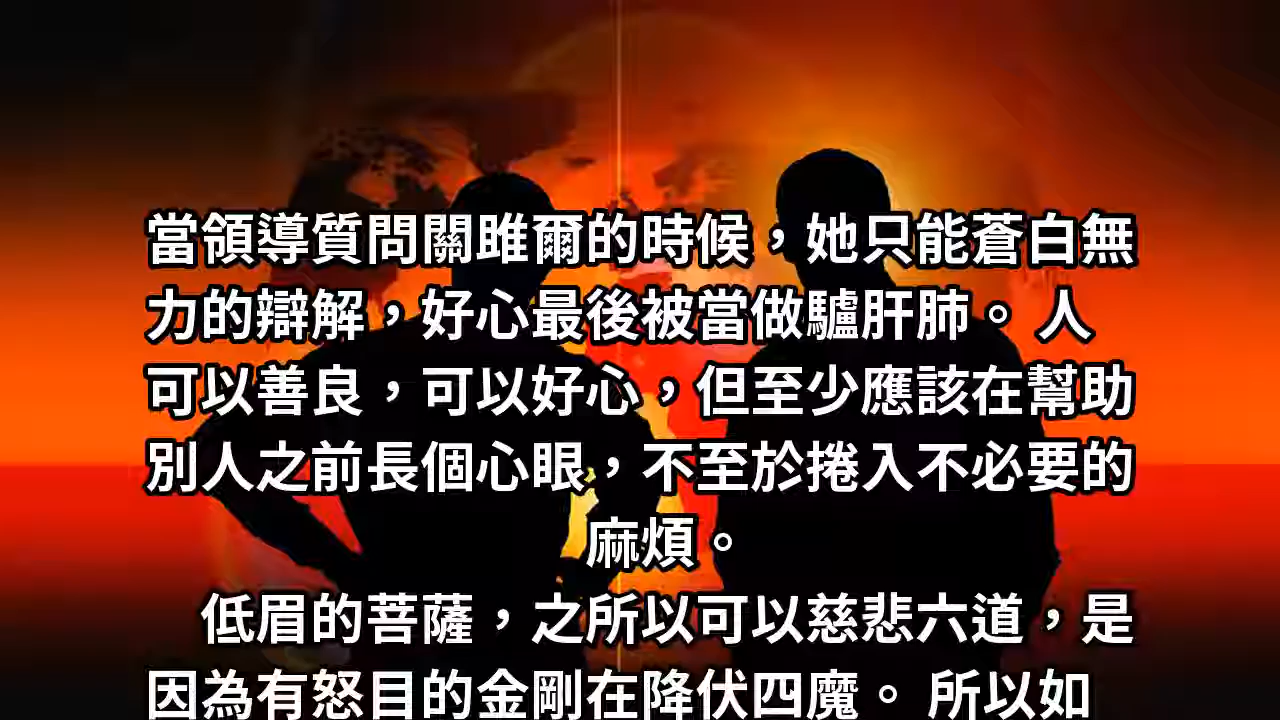 當領導質問關雎爾的時候，她只能蒼白無
力的辯解，好心最後被當做驢肝肺。 人
可以善良，可以好心，但至少應該在幫助
別人之前長個心眼，不至於捲入不必要的
麻煩。
低眉的菩薩，之所以可以慈悲六道，是
因為有怒目的金剛在降伏四魔。 所以如